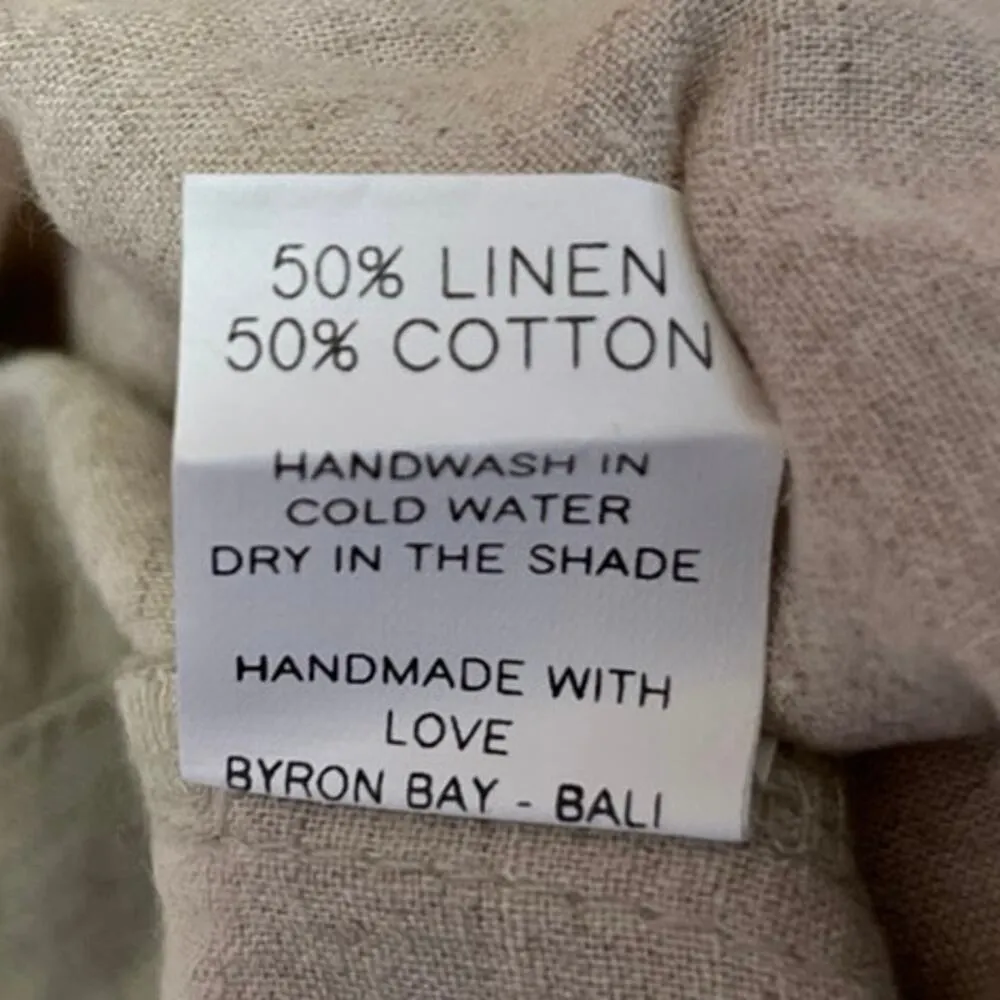 50% LINEN
50% COTTON
HANDWASH IN
COLD WATER
DRY IN THE SHADE
HANDMADE WITH
LOVE
BYRON BAY - BALI